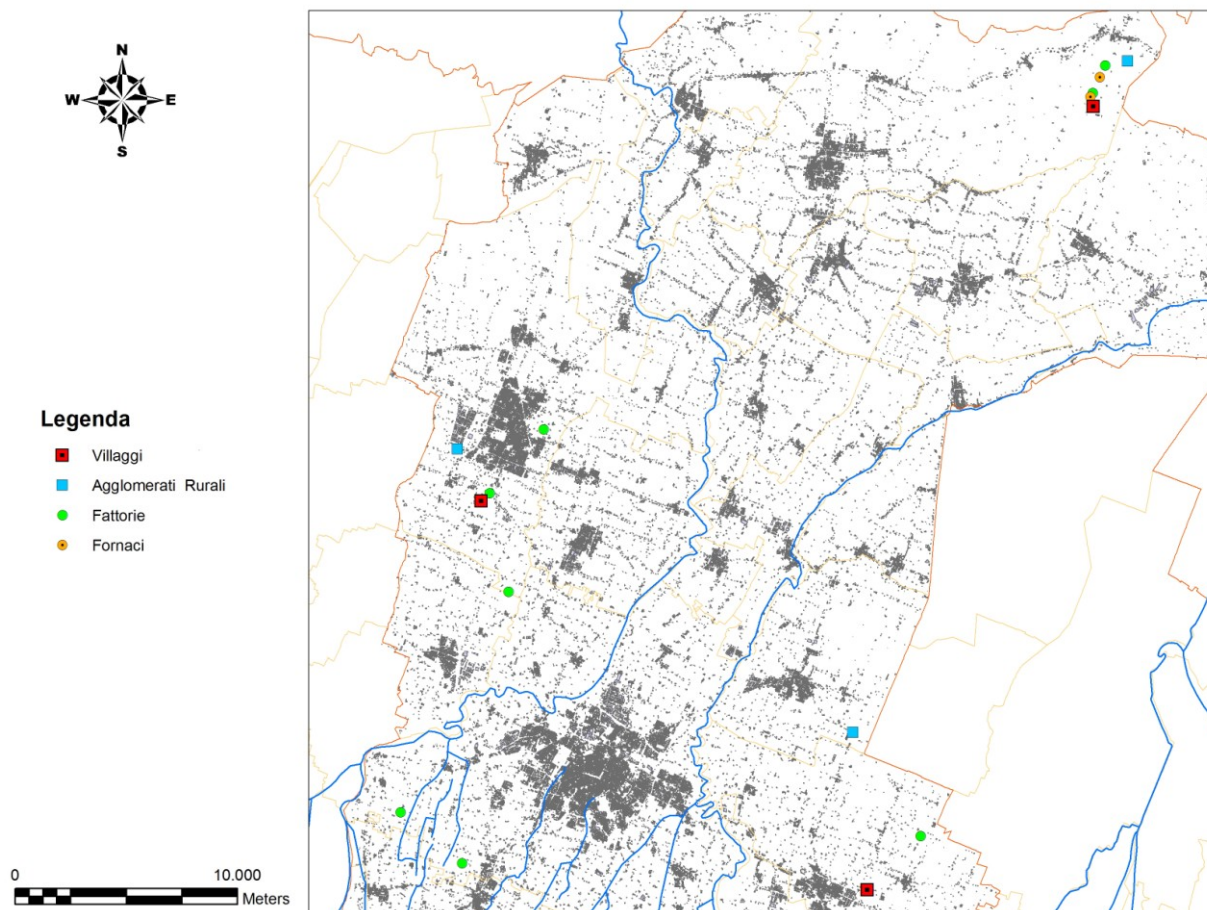 N
W E
S
Legenda
Villaggi
Agglomerati Rurali
Fattorie
Fornaci
0 10.000
Meters